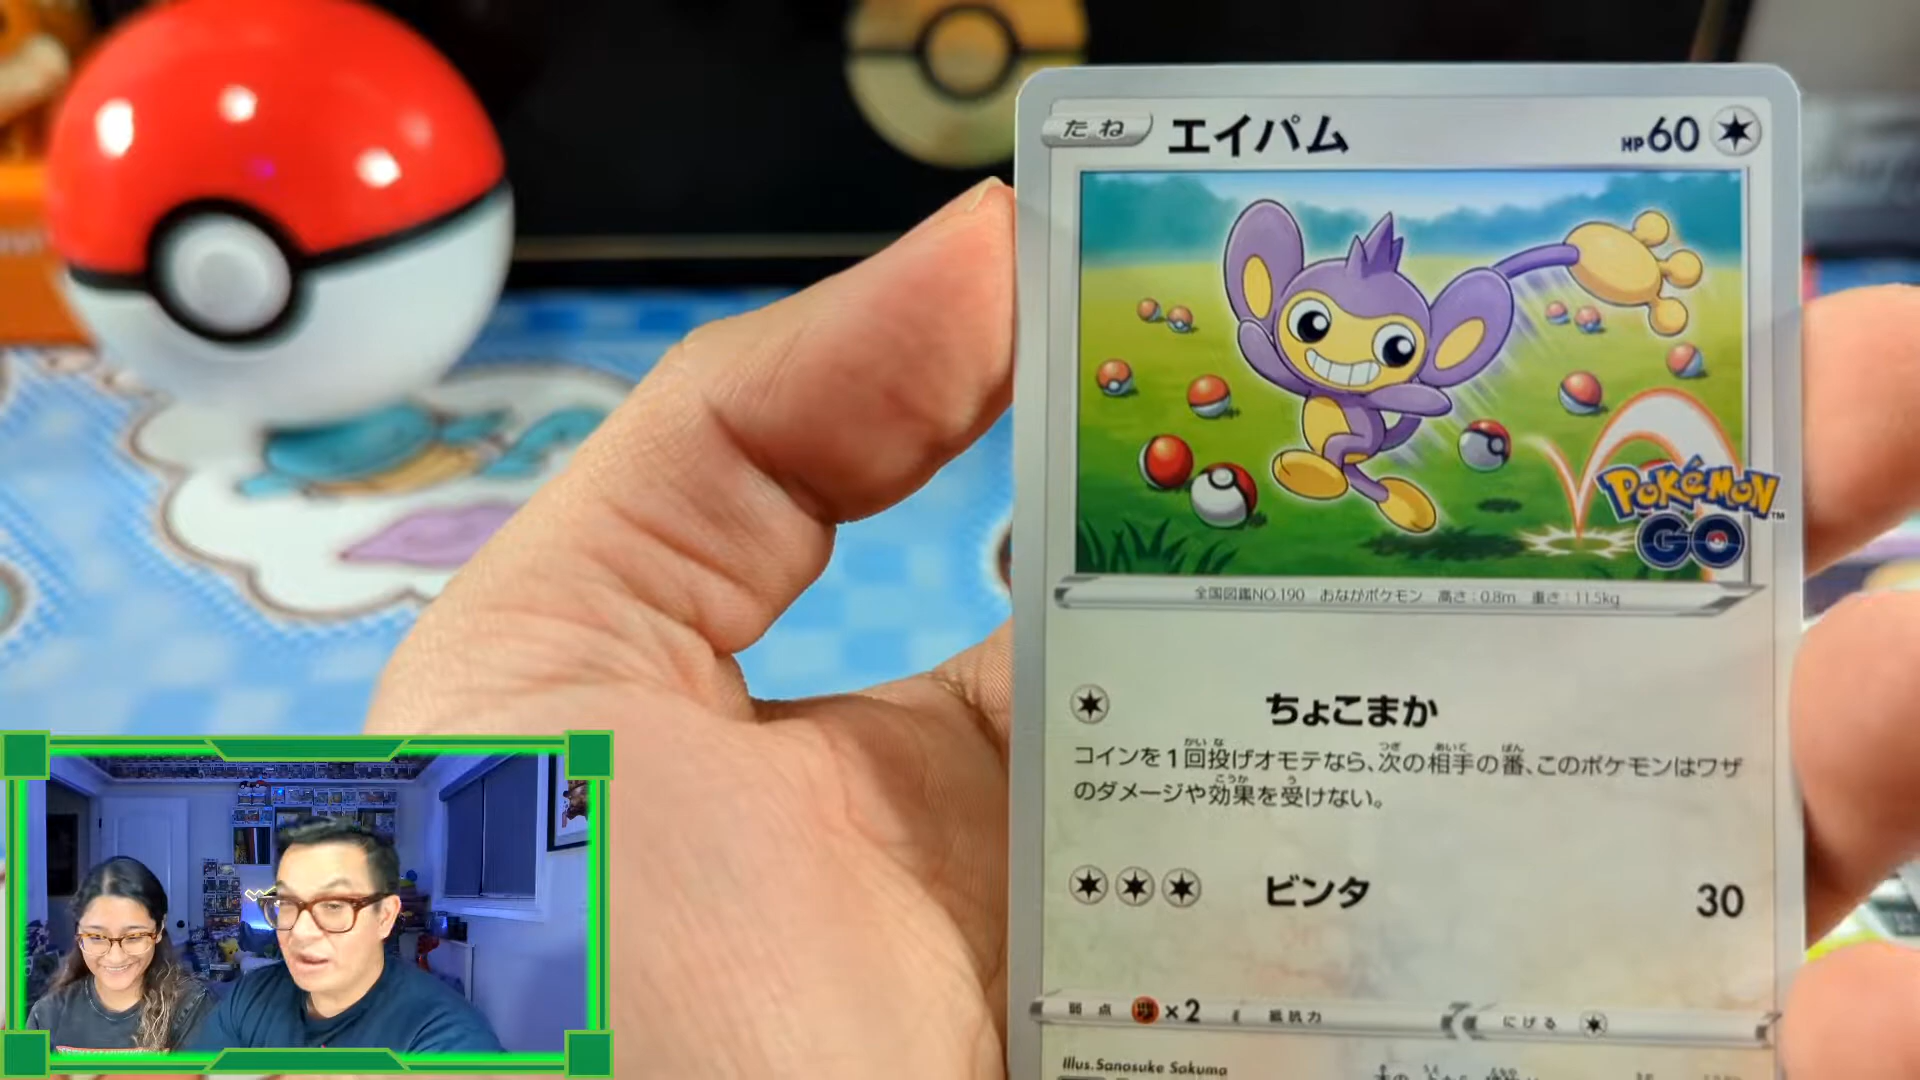 たね エイパム HP60
POKÉMON™
GO
全国図鑑NO.190 おながポケモン 高さ:0.8m 重さ:11.5kg
ちょこまか
コインを1回投げオモテなら、次の相手の番、このポケモンはワザ
のダメージや効果を受けない。
ビンタ 30
弱点 ×2 抵抗力 にげる
Illus.Sanosuke Sakuma